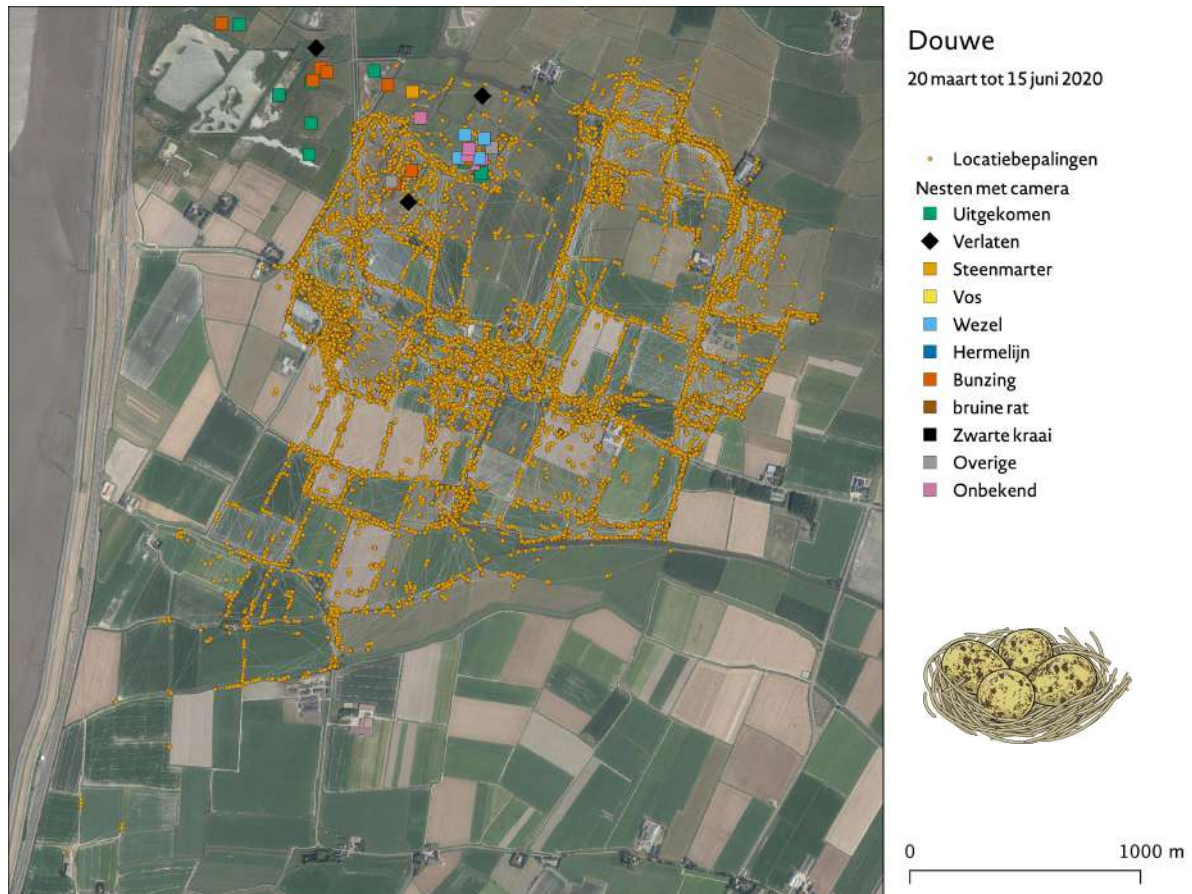 Douwe
20 maart tot 15 juni 2020
Locatiebepalingen
Nesten met camera
Uitgekomen
Verlaten
Steenmarter
Vos
Wezel
Hermelijn
Bunzing
bruine rat
Zwarte kraai
Overige
Onbekend
0 1000 m